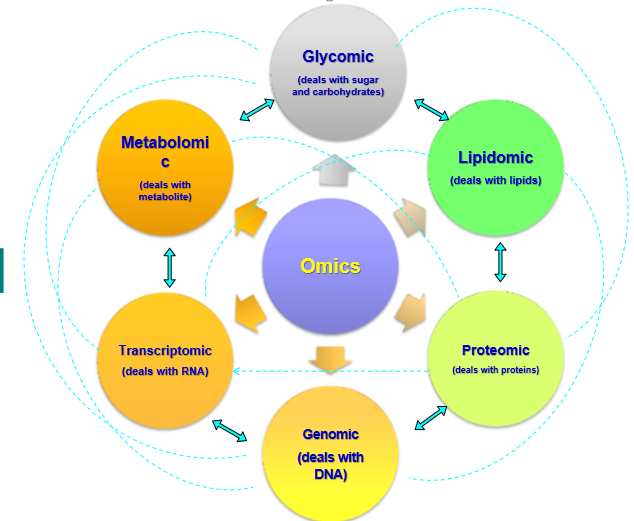 Glycomic
(deals with sugar
and carbohydrates)
Metabolomi
c
(deals with
metabolite)
Lipidomic
(deals with lipids)
Omics
Transcriptomic
(deals with RNA)
Proteomic
(deals with proteins)
Genomic
(deals with
DNA)